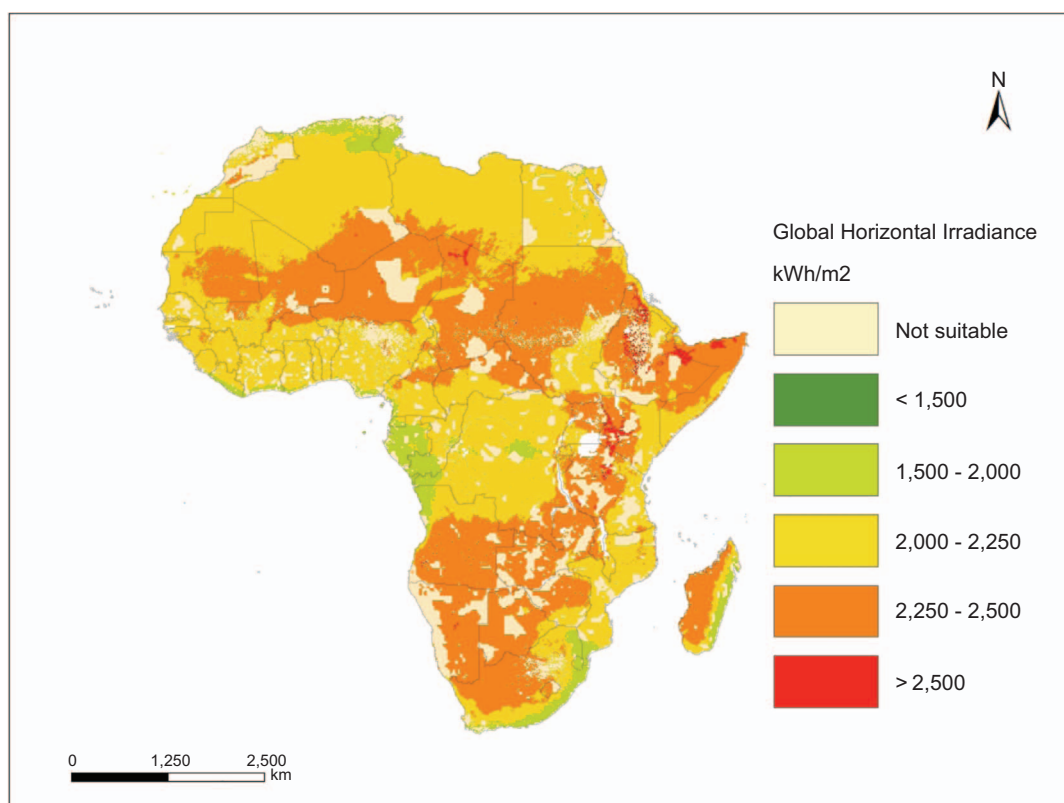 N
Global Horizontal Irradiance
kWh/m2
Not suitable
< 1,500
1,500 - 2,000
2,000 - 2,250
2,250 - 2,500
> 2,500
0 1,250 2,500
km